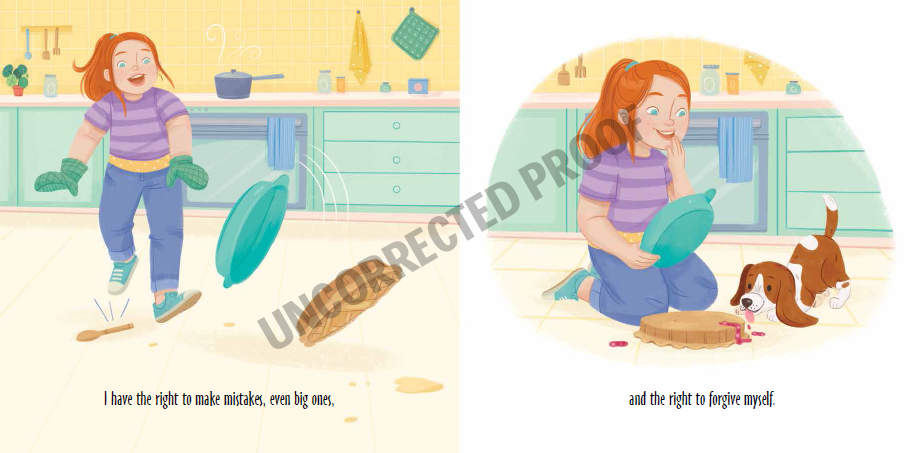 UNCORRECTED PROOF
I have the right to make mistakes, even big ones,
and the right to forgive myself.